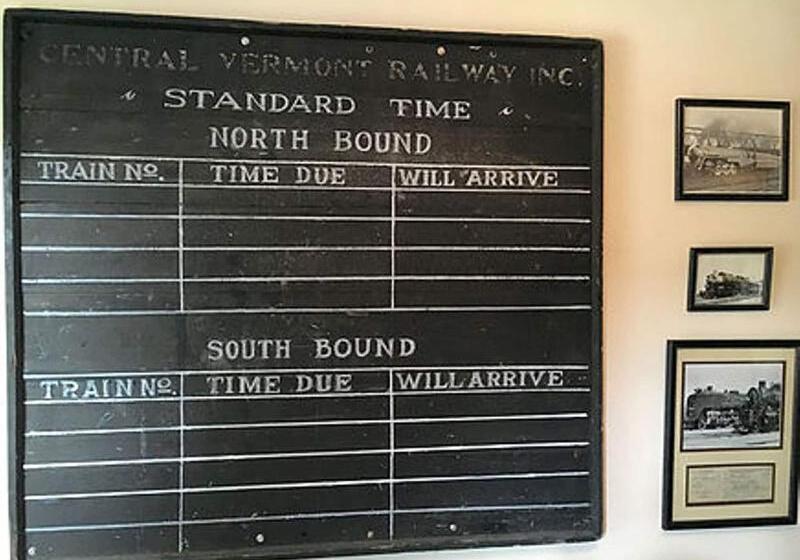 CENTRAL VERMONT RAILWAY INC.
STANDARD TIME
NORTH BOUND
TRAIN No. TIME DUE WILL ARRIVE
SOUTH BOUND
TRAIN No. TIME DUE WILL ARRIVE